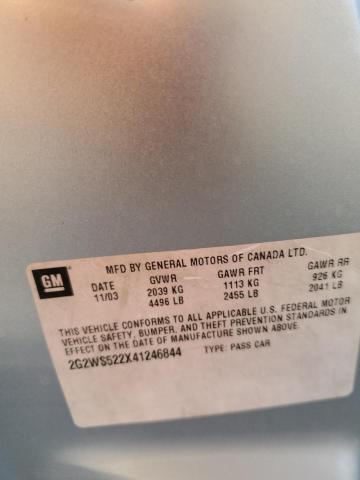 GM
MFD BY GENERAL MOTORS OF CANADA LTD.
DATE GVWR GAWR FRT GAWR RR
11/03 2039 KG 1113 KG 926 KG
4496 LB 2455 LB 2041 LB
THIS VEHICLE CONFORMS TO ALL APPLICABLE U.S. FEDERAL MOTOR
VEHICLE SAFETY, BUMPER, AND THEFT PREVENTION STANDARDS IN
EFFECT ON THE DATE OF MANUFACTURE SHOWN ABOVE.
2G2WS522X41246844 TYPE: PASS CAR